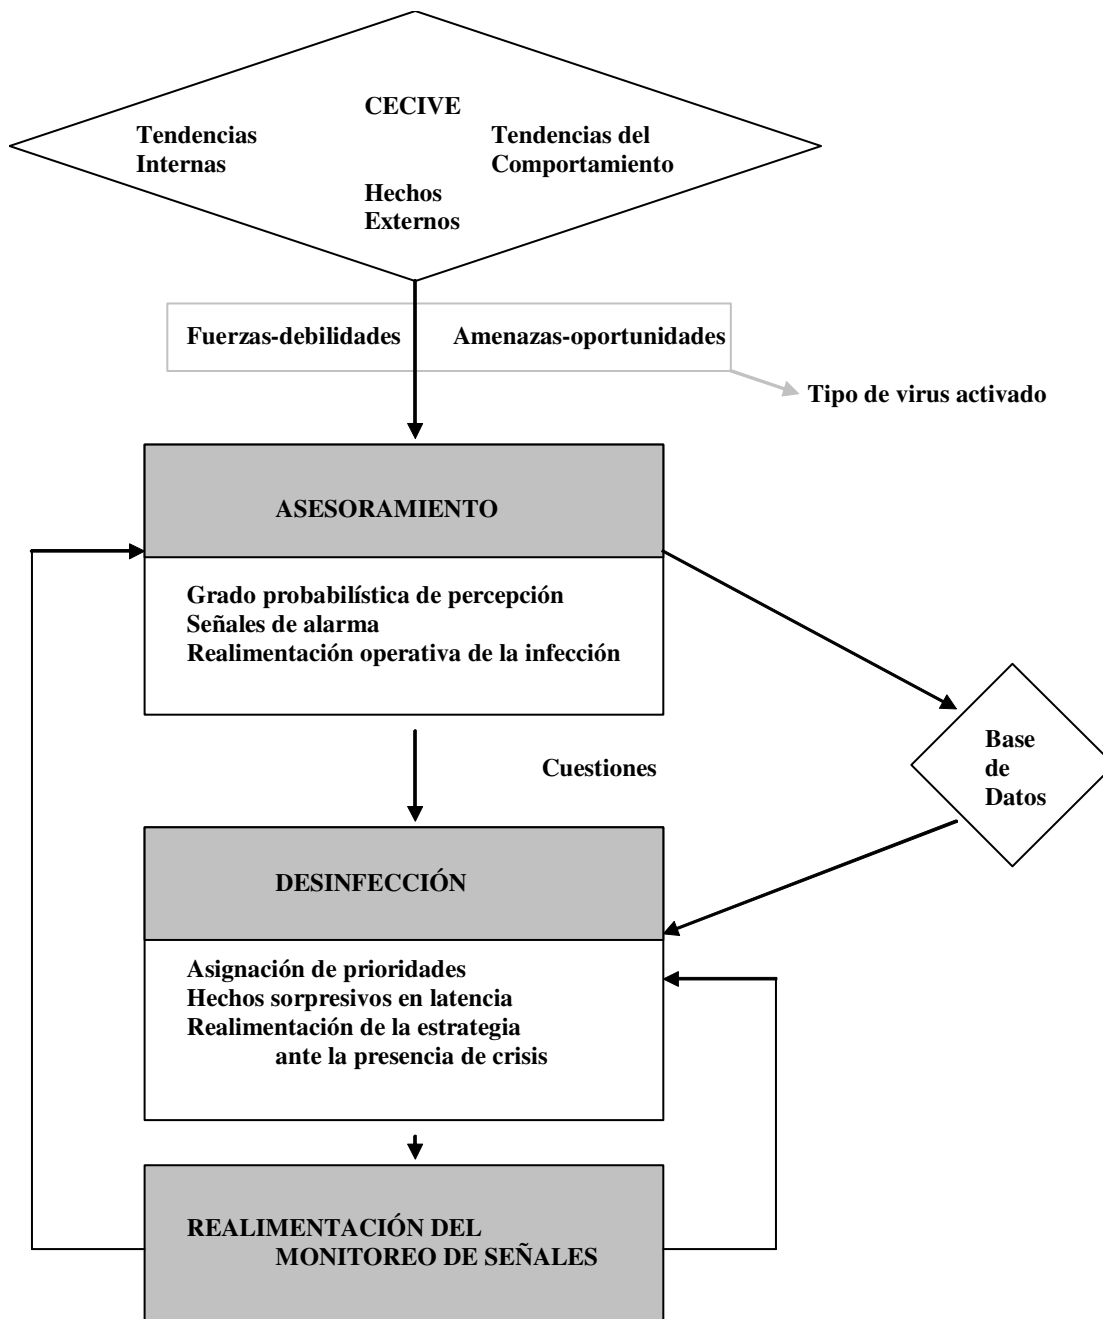 CECIVE
Tendencias
Internas
Tendencias del
Comportamiento
Hechos
Externos
Fuerzas-debilidades
Amenazas-oportunidades
Tipo de virus activado
ASESORAMIENTO
Grado probabilística de percepción
Señales de alarma
Realimentación operativa de la infección
Cuestiones
Base
de
Datos
DESINFECCIÓN
Asignación de prioridades
Hechos sorpresivos en latencia
Realimentación de la estrategia
ante la presencia de crisis
REALIMENTACIÓN DEL
MONITOREO DE SEÑALES